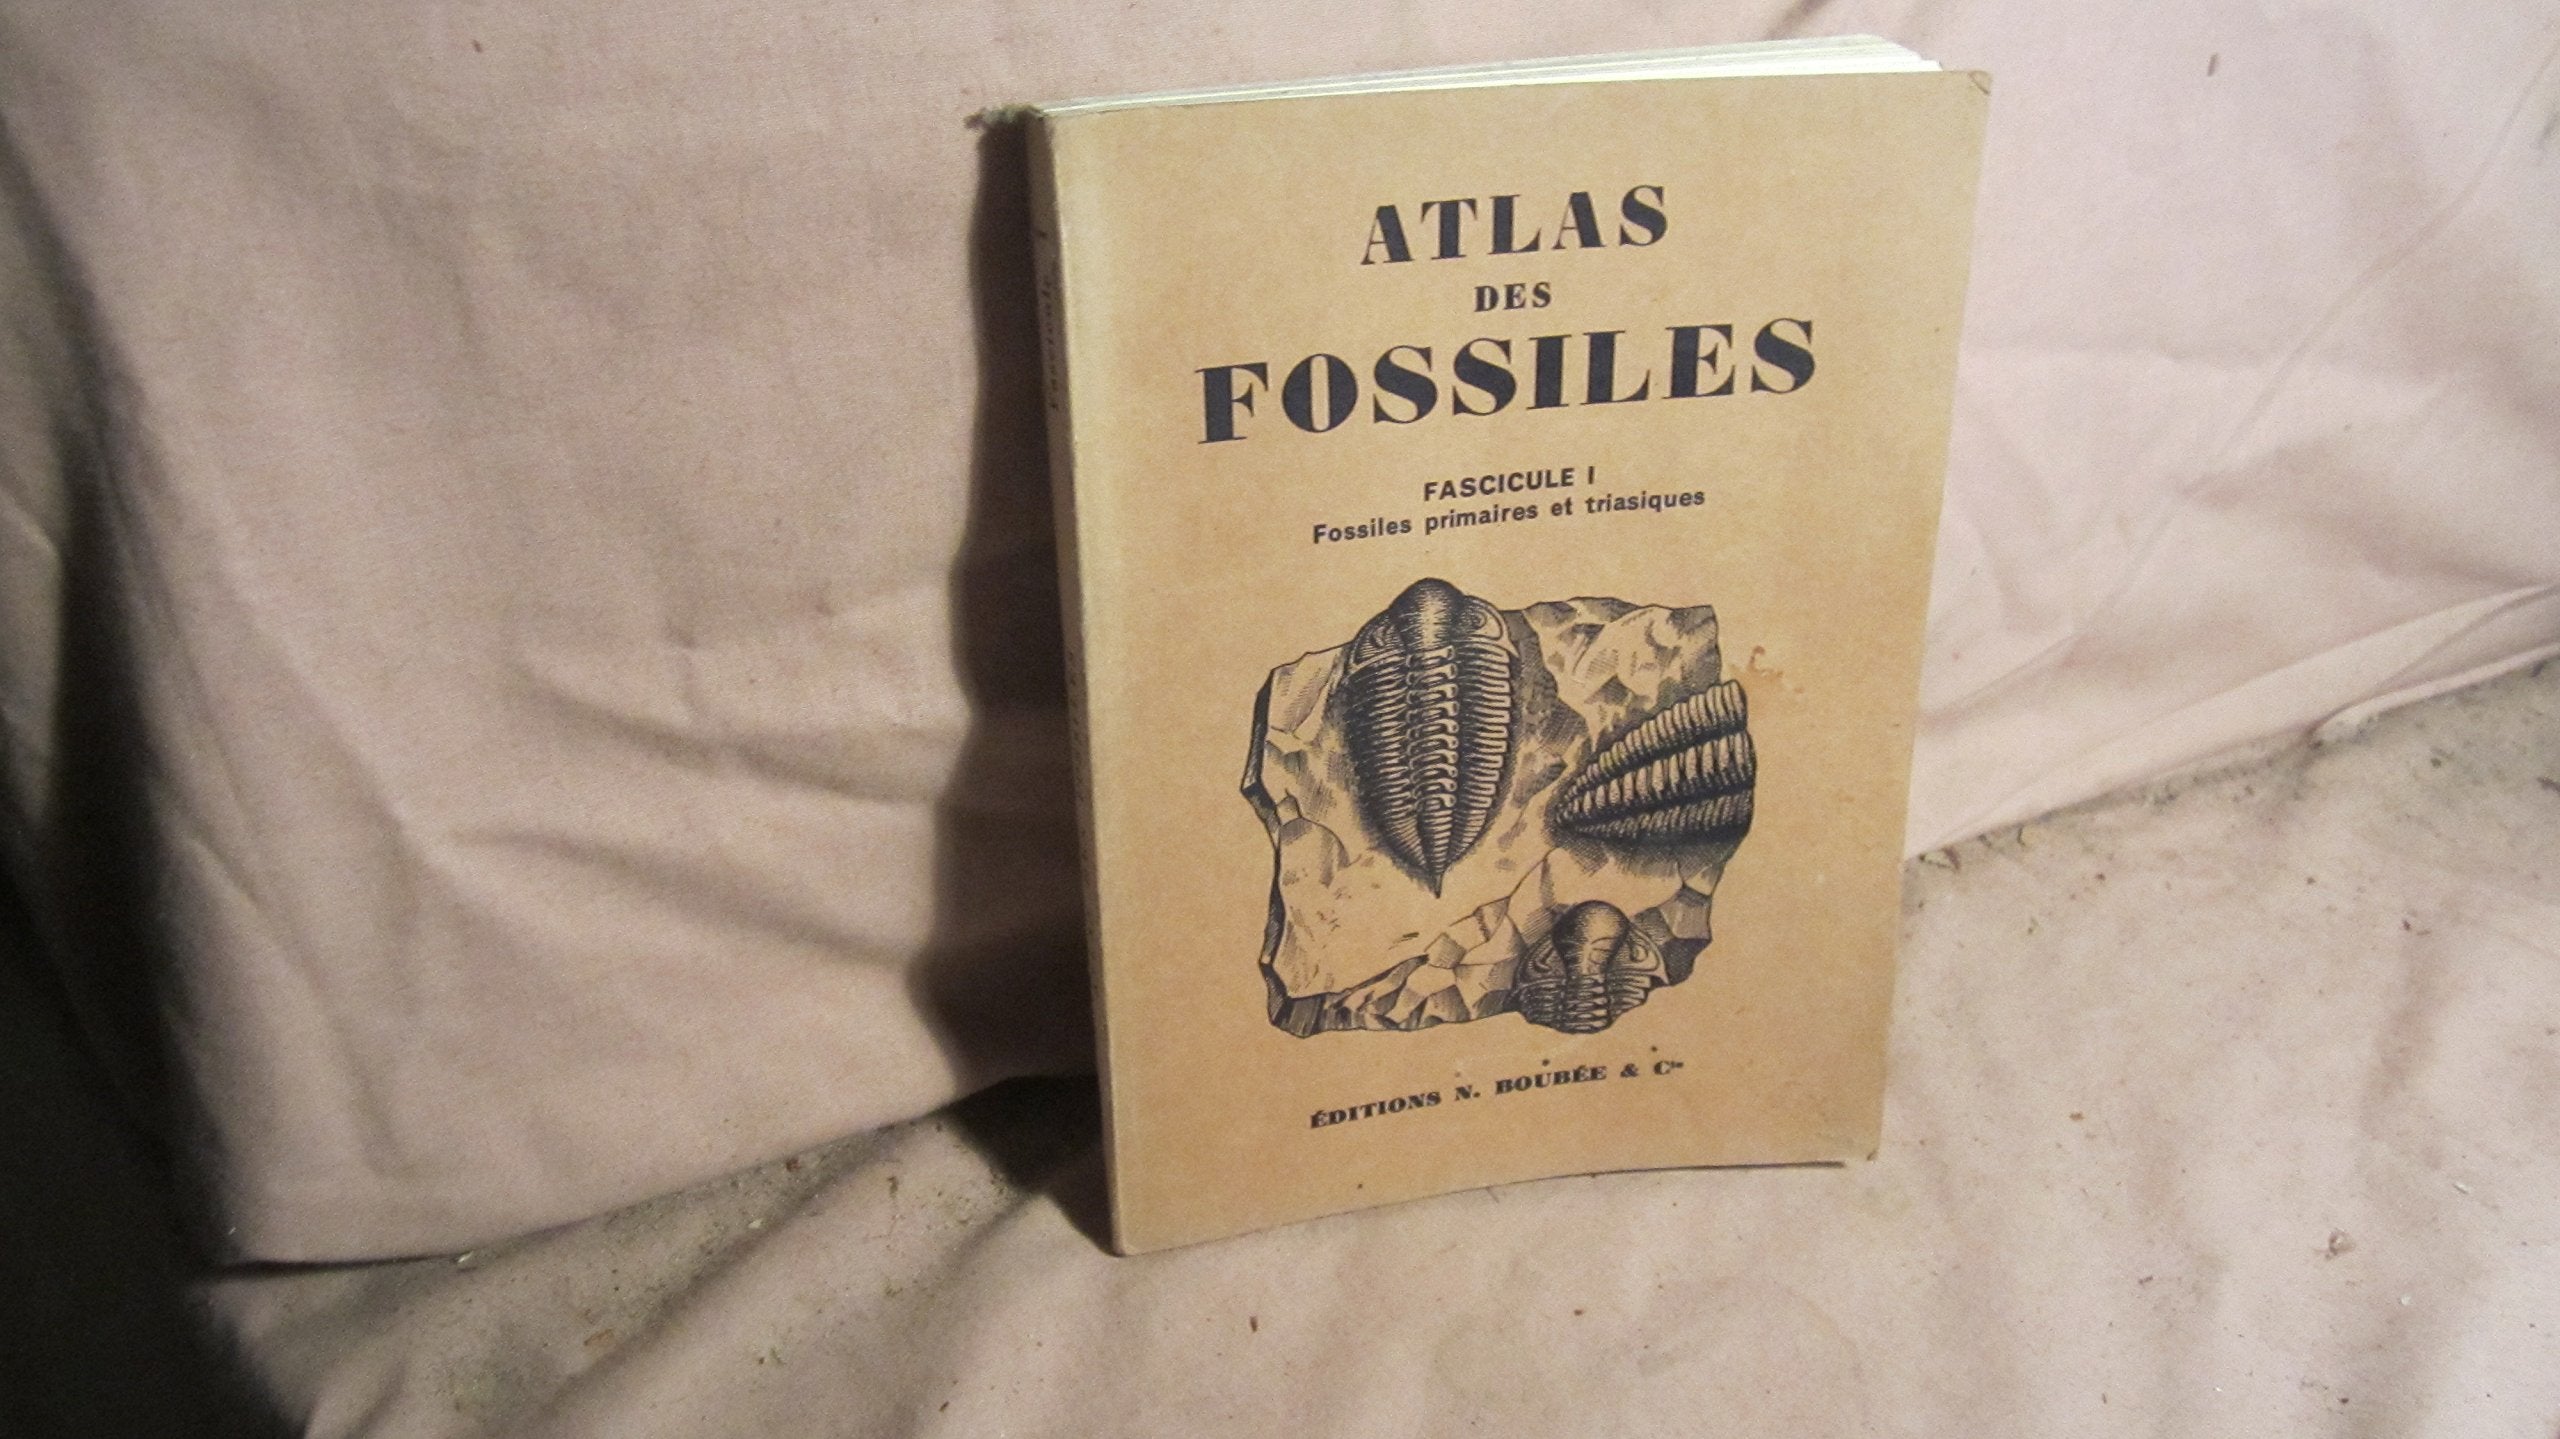 ATLAS
DES
FOSSILES
FASCICULE I
Fossiles primaires et triasiques
ÉDITIONS N. BOUBÉE & Cie